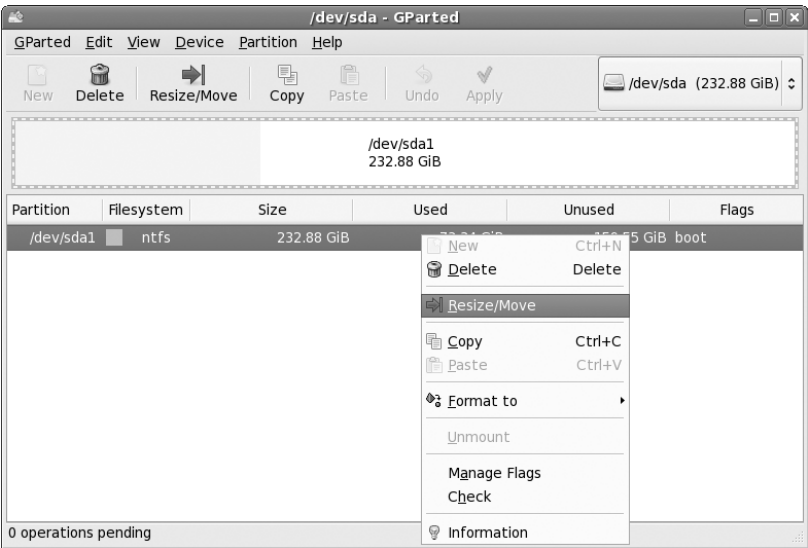 /dev/sda - GParted
GParted Edit View Device Partition Help
New Delete Resize/Move Copy Paste Undo Apply /dev/sda (232.88 GiB)
/dev/sda1
232.88 GiB
Partition Filesystem Size Used Unused Flags
/dev/sda1 ntfs 232.88 GiB GiB boot
New Ctrl+N
Delete Delete
Resize/Move
Copy Ctrl+C
Paste Ctrl+V
Format to
Unmount
Manage Flags
Check
Information
0 operations pending